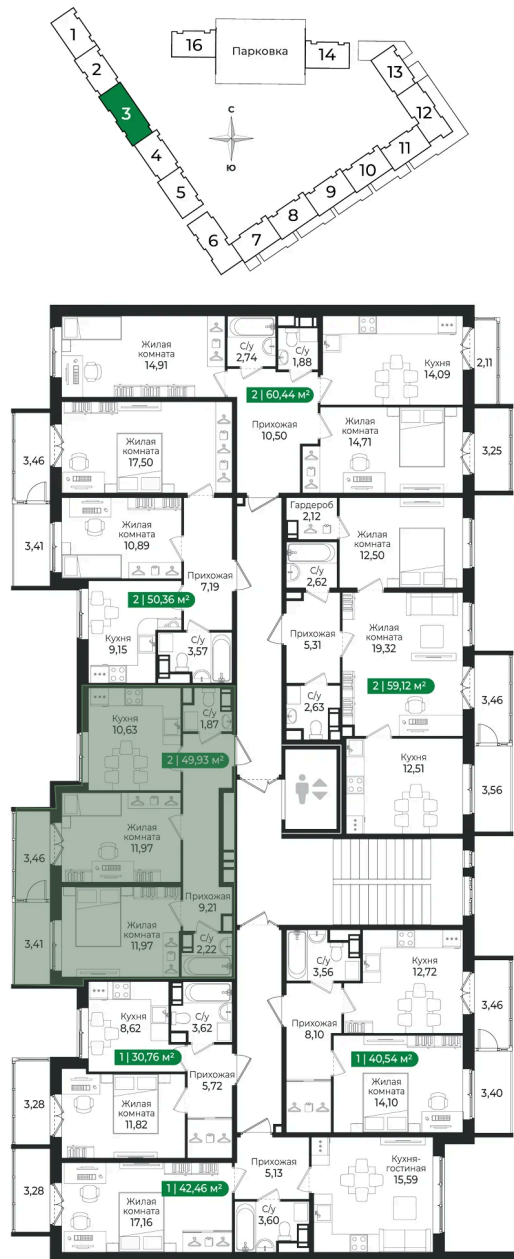 1
2
3
4
5
6
7
8
9
10
11
12
13
14
16
Парковка
С
Ю
Жилая
комната
14,91
С/у
2,74
С/у
1,88
Кухня
14,09
2,11
2 | 60,44 м²
Прихожая
10,50
Жилая
комната
17,50
Жилая
комната
14,71
3,46
3,25
3,41
Жилая
комната
10,89
Гардероб
2,12
Жилая
комната
12,50
С/у
2,62
Прихожая
7,19
2 | 50,36 м²
Кухня
9,15
С/у
3,57
Прихожая
5,31
Жилая
комната
19,32
2 | 59,12 м²
С/у
2,63
3,46
Кухня
10,63
С/у
1,87
2 | 49,93 м²
Кухня
12,51
3,56
Жилая
комната
11,97
3,46
Прихожая
9,21
3,41
Жилая
комната
11,97
С/у
2,22
С/у
3,56
Кухня
12,72
3,46
Кухня
8,62
С/у
3,62
Прихожая
8,10
1 | 30,76 м²
Прихожая
5,72
1 | 40,54 м²
Жилая
комната
14,10
3,40
3,28
Жилая
комната
11,82
3,28
1 | 42,46 м²
Прихожая
5,13
Кухня-
гостиная
15,59
Жилая
комната
17,16
С/у
3,60